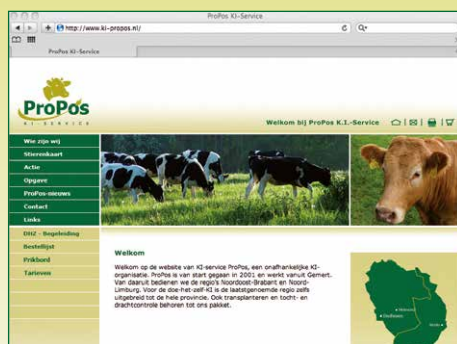 ProPos KI-Service
http://www.ki-propos.nl/
ProPos KI-Service
ProPos
KI-SERVICE
Welkom bij ProPos K.I.-Service
Wie zijn wij
Stierenkaart
Actie
Opgave
ProPos-nieuws
Contact
Links
DHZ - Begeleiding
Bestellijst
Prikbord
Tarieven
Welkom
Welkom op de website van KI-service ProPos, een onafhankelijke KI-
organisatie. ProPos is van start gegaan in 2001 en werkt vanuit Gemert.
Van daaruit bedienen we de regio's Noordoost-Brabant en Noord-
Limburg. Voor de doe-het-zelf-KI is de laatstgenoemde regio zelfs
uitgebreid tot de hele provincie. Ook transplanteren en tocht- en
drachtcontrole behoren tot ons pakket.